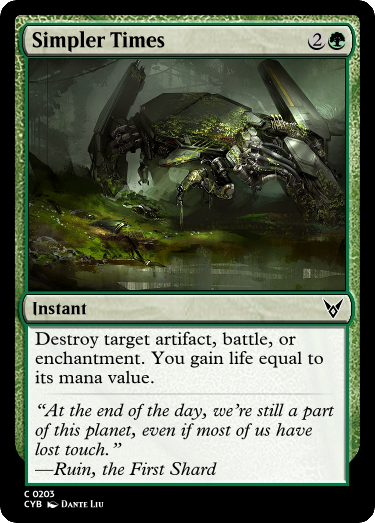 Simpler Times 2
Instant
Destroy target artifact, battle, or
enchantment. You gain life equal to
its mana value.
“At the end of the day, we’re still a part
of this planet, even if most of us have
lost touch.”
—Ruin, the First Shard
C 0203
CYB Dante Liu